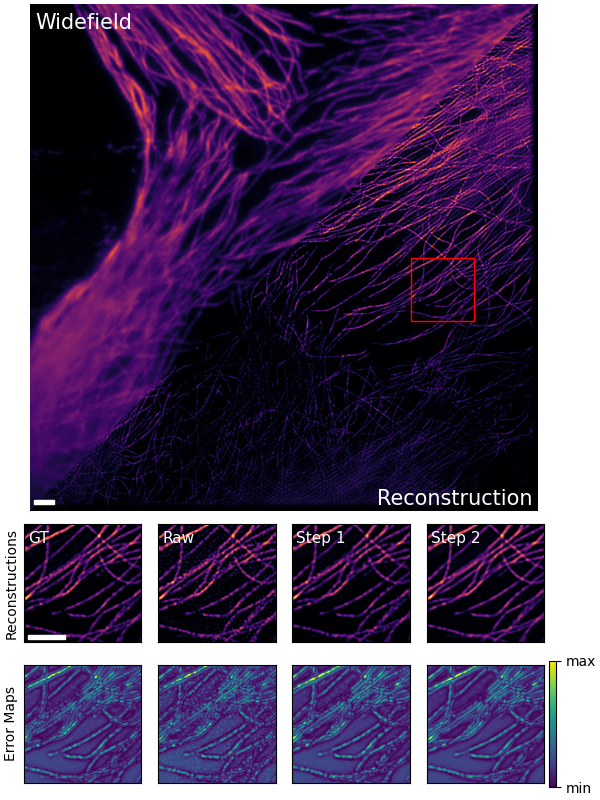 Widefield
Reconstruction
Reconstructions
GT
Raw
Step 1
Step 2
Error Maps
max
min